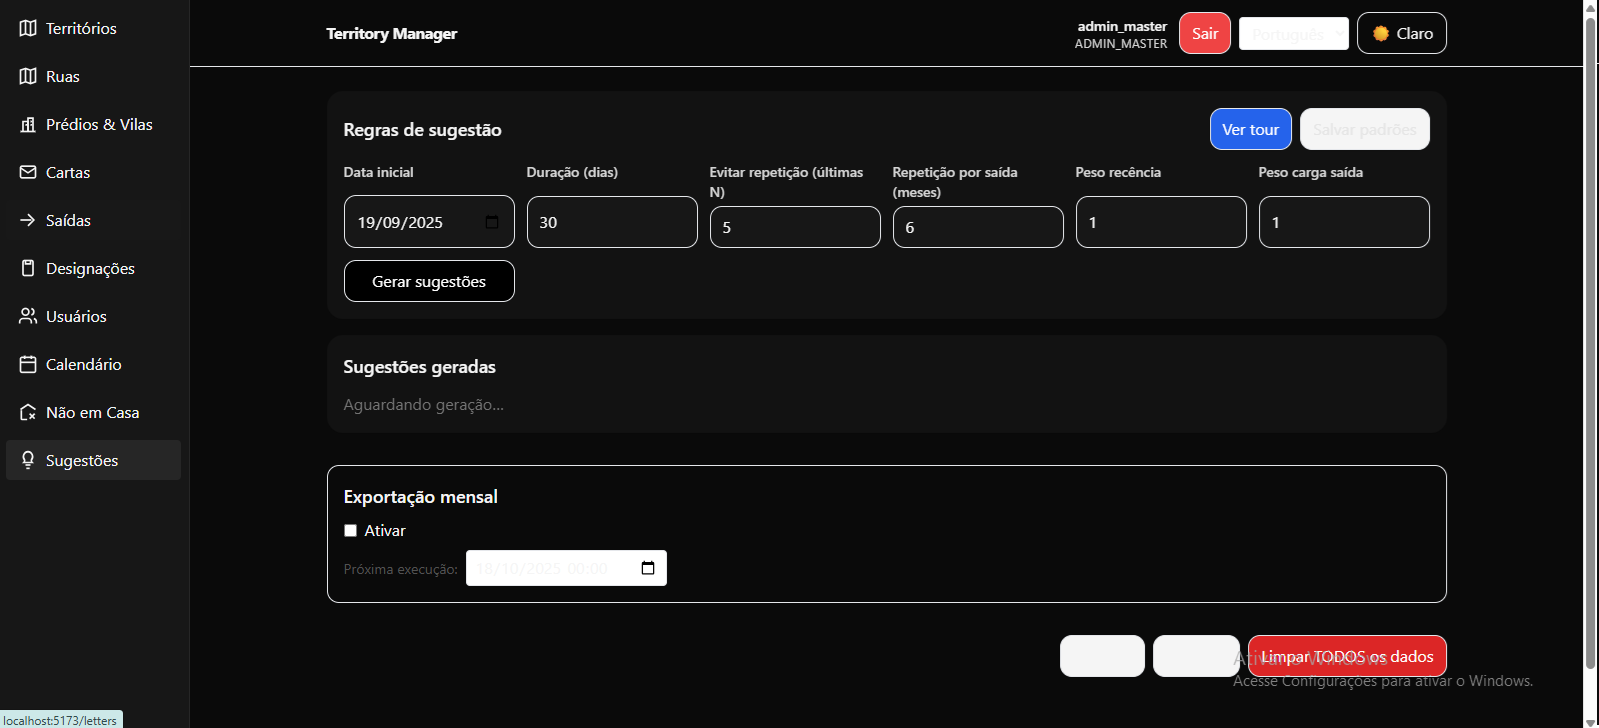 Territórios
Ruas
Prédios & Vilas
Cartas
Saídas
Designações
Usuários
Calendário
Não em Casa
Sugestões
Territory Manager
admin_master
ADMIN_MASTER
Sair
Português
Claro
Regras de sugestão
Ver tour
Salvar padrões
Data inicial
Duração (dias)
Evitar repetição (últimas
N)
Repetição por saída
(meses)
Peso recência
Peso carga saída
19/09/2025
30
5
6
1
1
Gerar sugestões
Sugestões geradas
Aguardando geração...
Exportação mensal
Ativar
Próxima execução:
18/10/2025 00:00
Limpar TODOS os dados
Ativar o Windows
Acesse Configurações para ativar o Windows.
localhost:5173/letters